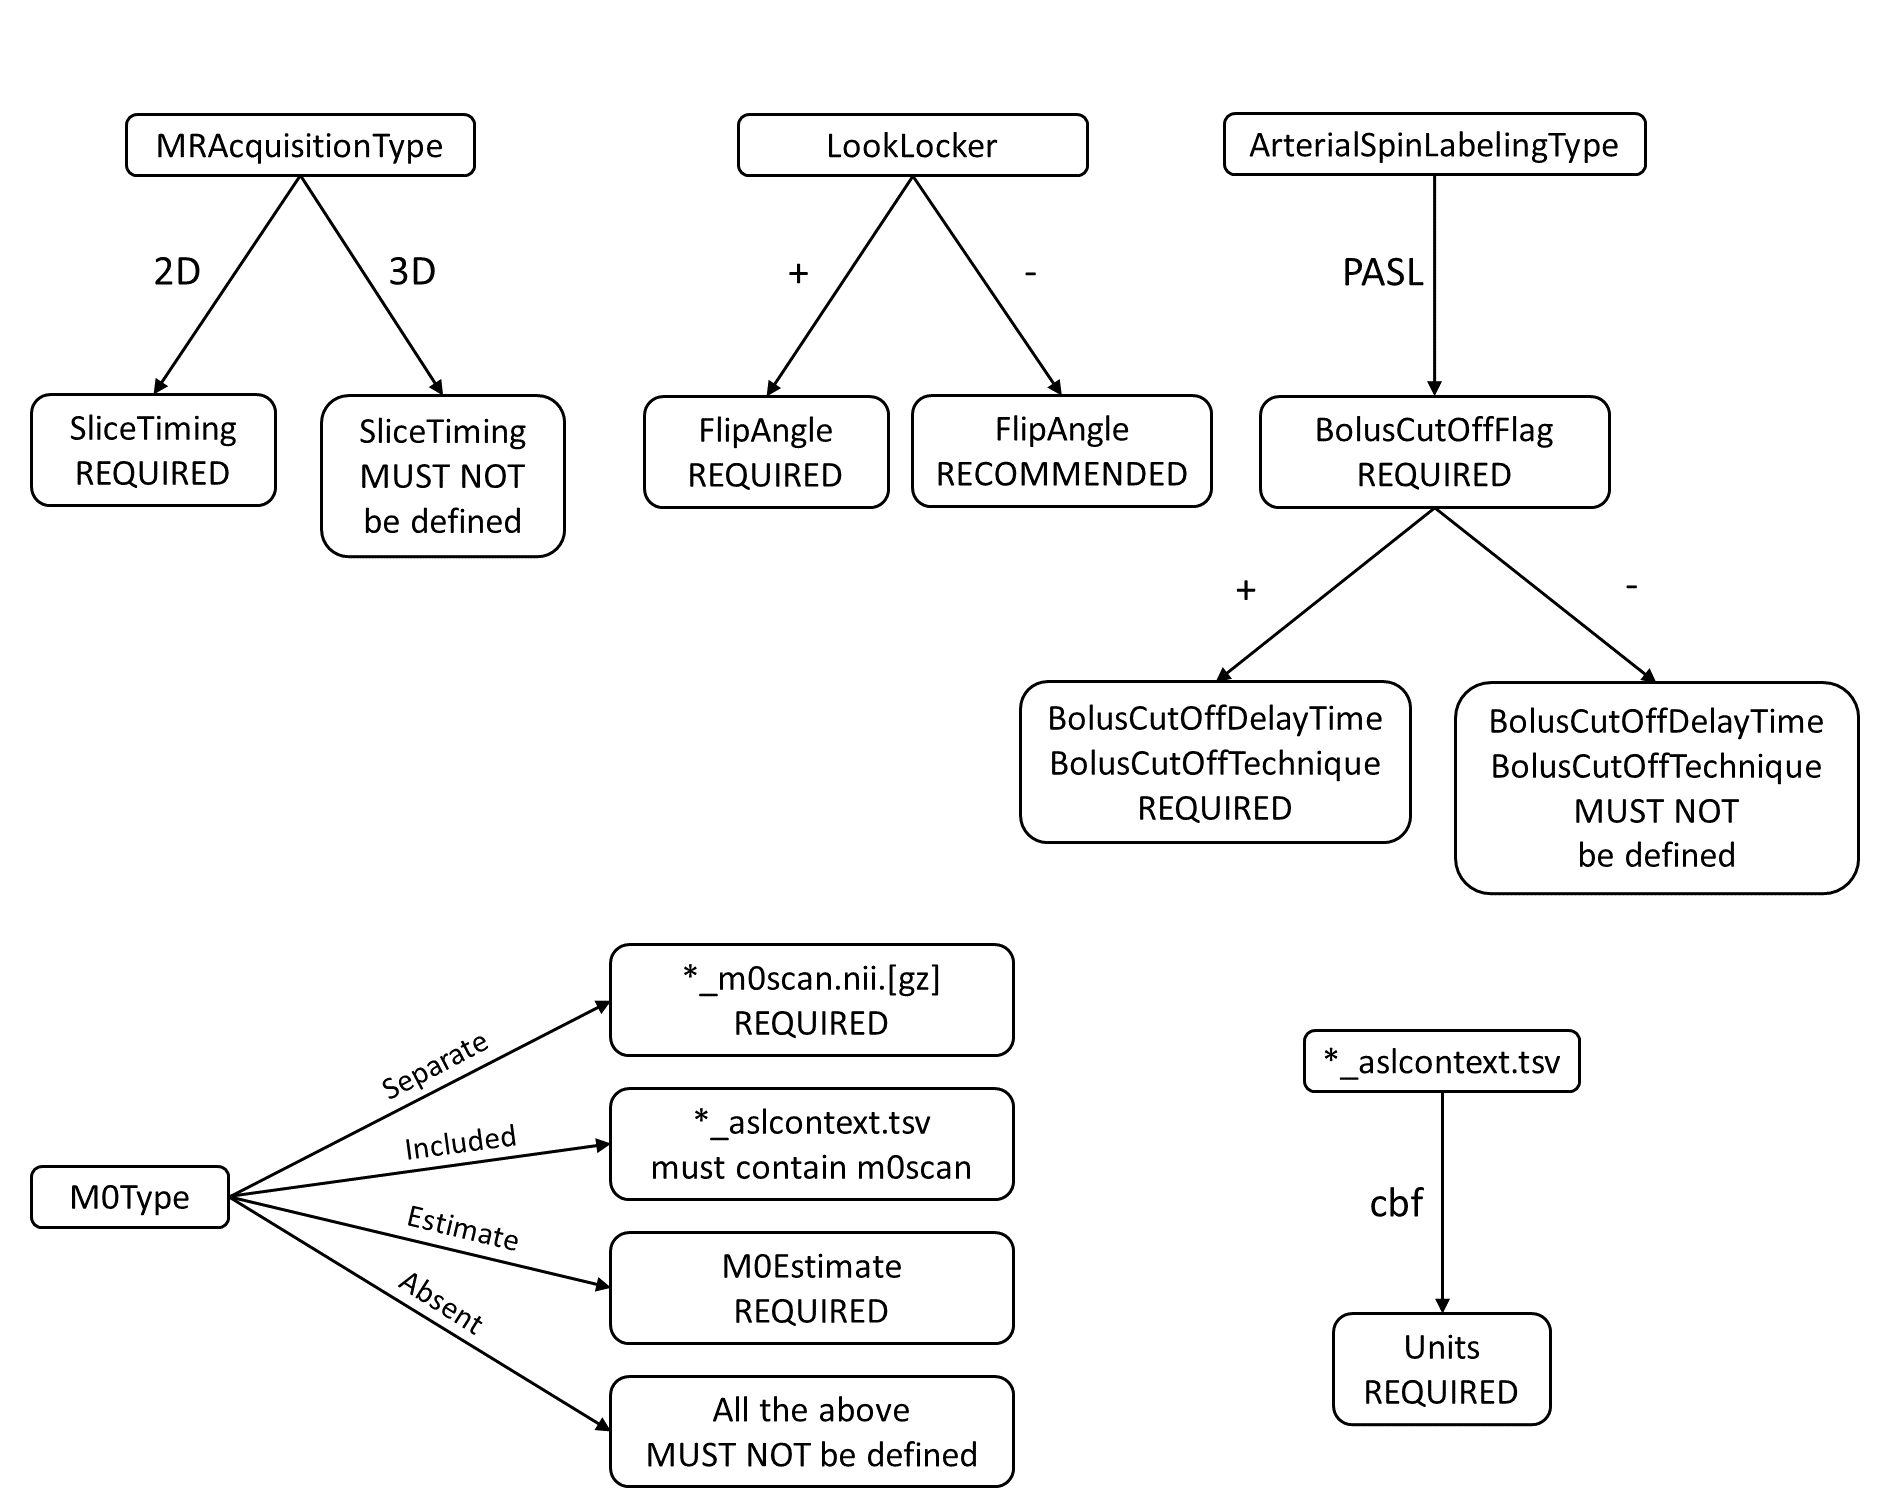 MRAcquisitionType
2D
3D
SliceTiming
REQUIRED
SliceTiming
MUST NOT
be defined
LookLocker
+
-
FlipAngle
REQUIRED
FlipAngle
RECOMMENDED
ArterialSpinLabelingType
PASL
BolusCutOffFlag
REQUIRED
+
-
BolusCutOffDelayTime
BolusCutOffTechnique
REQUIRED
BolusCutOffDelayTime
BolusCutOffTechnique
MUST NOT
be defined
M0Type
Separate
*_m0scan.nii.[gz]
REQUIRED
Included
*_aslcontext.tsv
must contain m0scan
Estimate
M0Estimate
REQUIRED
Absent
All the above
MUST NOT be defined
*_aslcontext.tsv
cbf
Units
REQUIRED